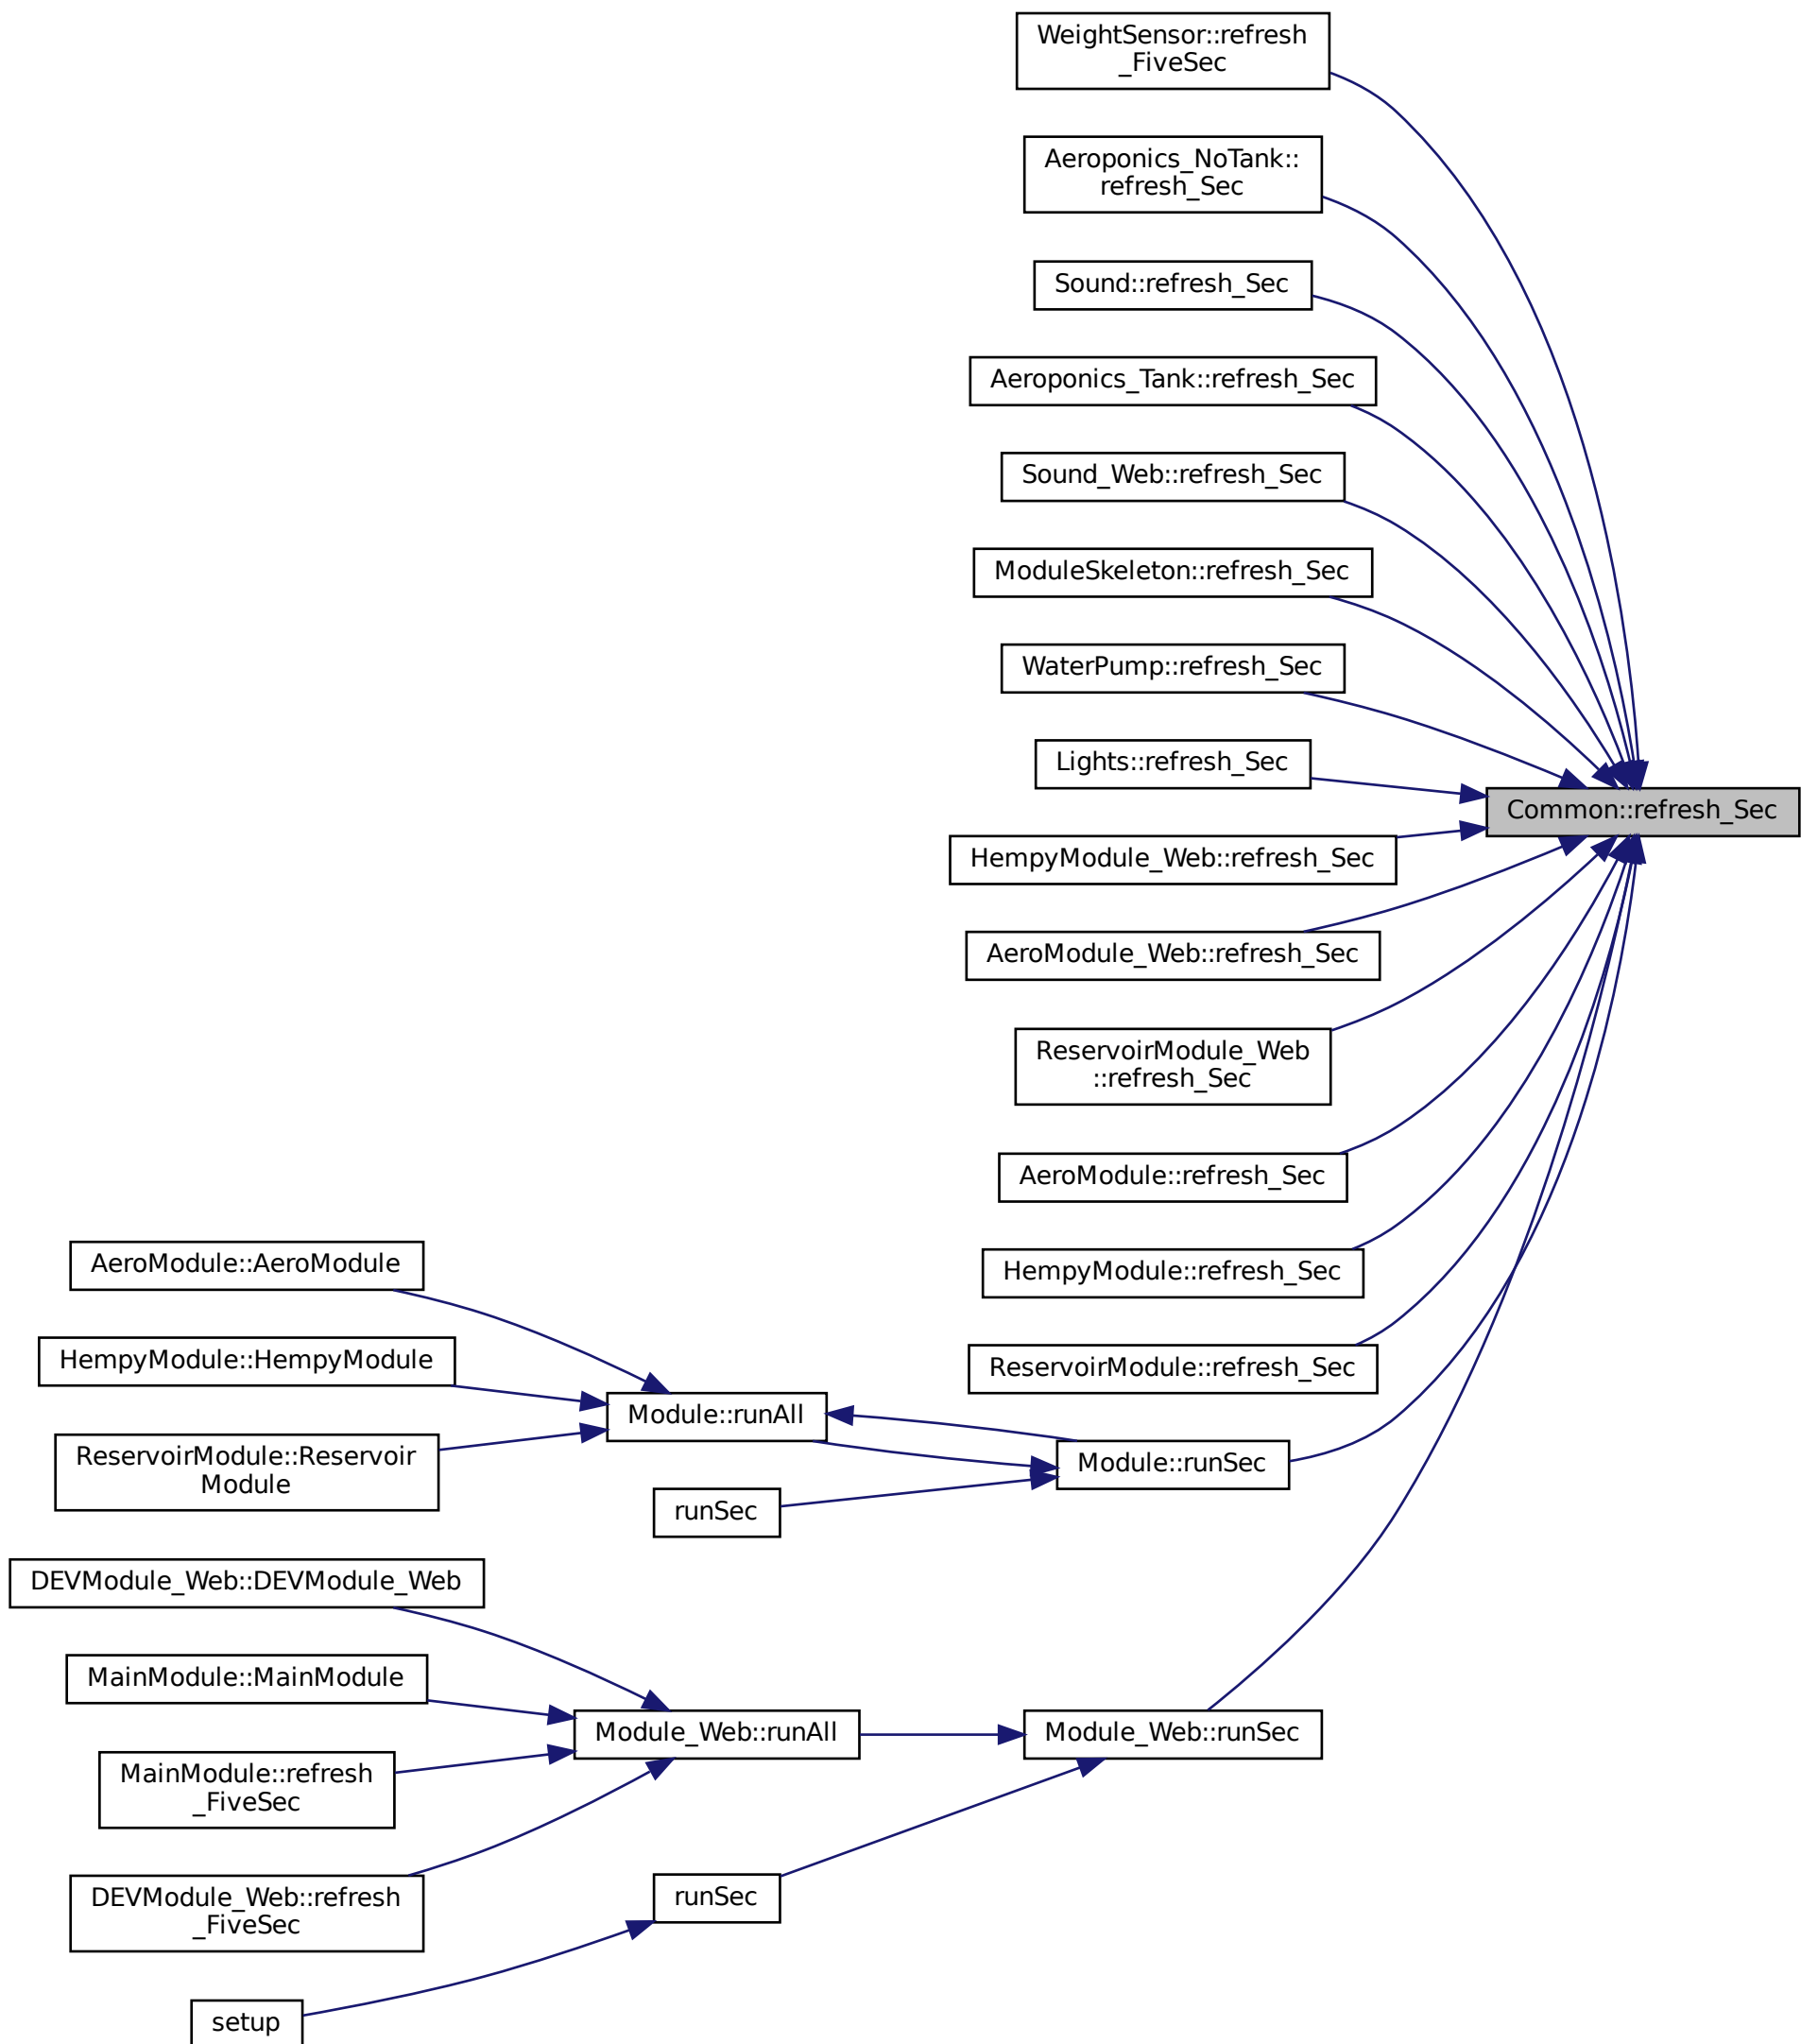 WeightSensor::refresh
_FiveSec
Aeroponics_NoTank::
refresh_Sec
Sound::refresh_Sec
Aeroponics_Tank::refresh_Sec
Sound_Web::refresh_Sec
ModuleSkeleton::refresh_Sec
WaterPump::refresh_Sec
Lights::refresh_Sec
Common::refresh_Sec
HempyModule_Web::refresh_Sec
AeroModule_Web::refresh_Sec
ReservoirModule_Web
::refresh_Sec
AeroModule::refresh_Sec
HempyModule::refresh_Sec
ReservoirModule::refresh_Sec
AeroModule::AeroModule
HempyModule::HempyModule
Module::runAll
ReservoirModule::Reservoir
Module
Module::runSec
runSec
DEVModule_Web::DEVModule_Web
MainModule::MainModule
Module_Web::runAll
Module_Web::runSec
MainModule::refresh
_FiveSec
DEVModule_Web::refresh
_FiveSec
runSec
setup